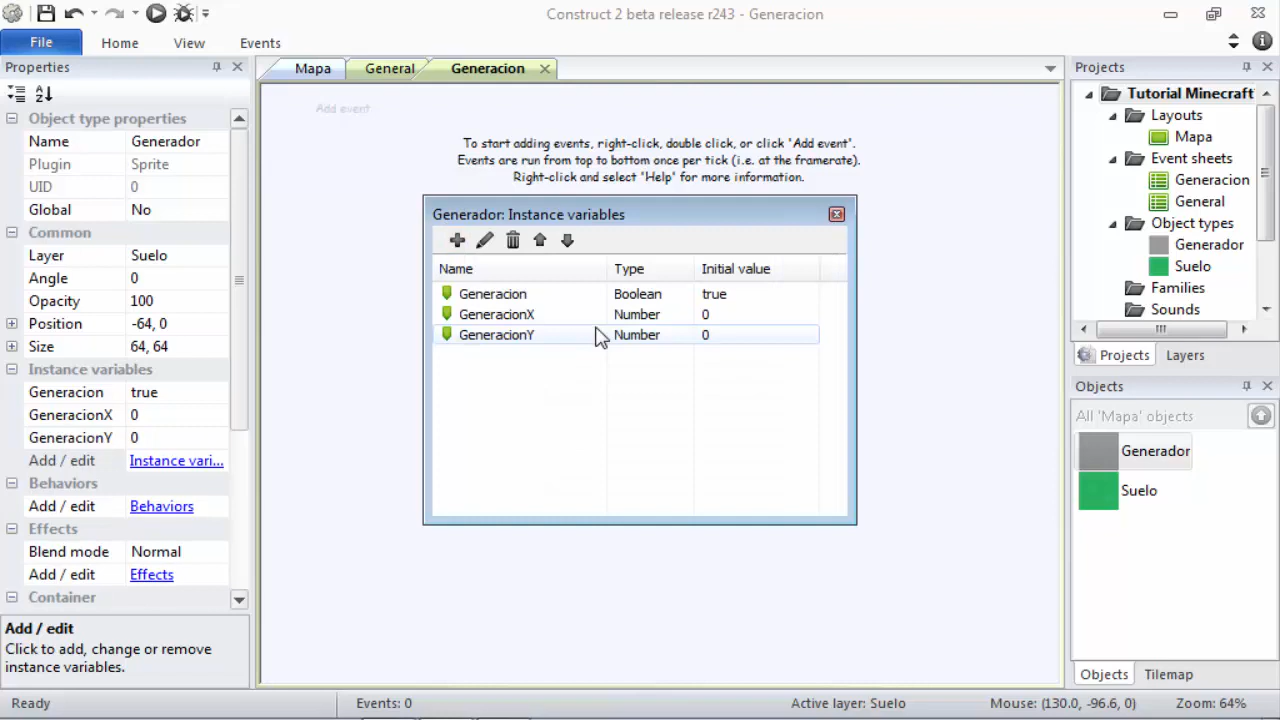 Construct 2 beta release r243 - Generacion
File Home View Events
Properties
Mapa General Generacion
Projects
Object type properties
Name Generador
Plugin Sprite
UID 0
Global No
Common
Layer Suelo
Angle 0
Opacity 100
Position -64, 0
Size 64, 64
Instance variables
Generacion true
GeneracionX 0
GeneracionY 0
Add / edit Instance vari...
Behaviors
Add / edit Behaviors
Effects
Blend mode Normal
Add / edit Effects
Container
Add / edit
Click to add, change or remove
instance variables.
Add event
To start adding events, right-click, double click, or click 'Add event'.
Events are run from top to bottom once per tick (i.e. at the framerate).
Right-click and select 'Help' for more information.
Generador: Instance variables
Name Type Initial value
Generacion Boolean true
GeneracionX Number 0
GeneracionY Number 0
Tutorial Minecraft
Layouts
Mapa
Event sheets
Generacion
General
Object types
Generador
Suelo
Families
Sounds
Projects Layers
Objects
All 'Mapa' objects
Generador
Suelo
Objects Tilemap
Ready Events: 0 Active layer: Suelo Mouse: (130.0, -96.6, 0) Zoom: 64%